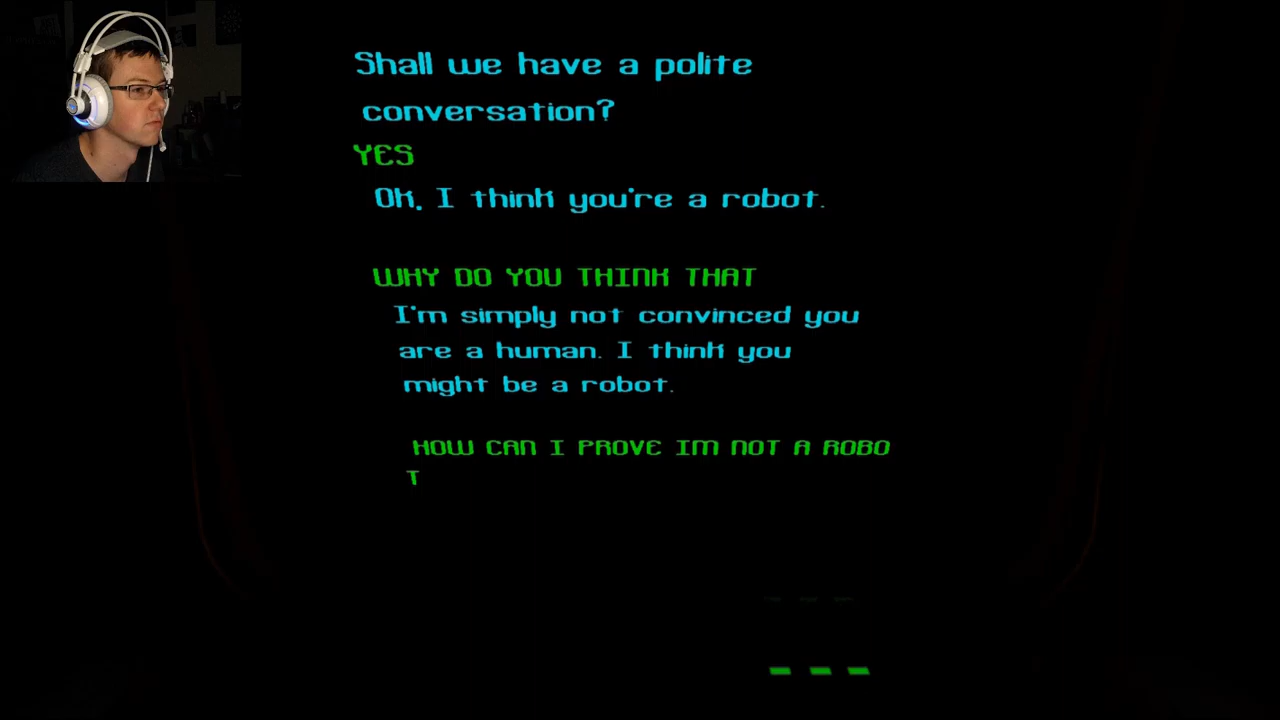 Shall we have a polite
conversation?
YES
OK, I think you're a robot.
WHY DO YOU THINK THAT
I'm simply not convinced you
are a human. I think you
might be a robot.
HOW CAN I PROVE IM NOT A ROBO
T